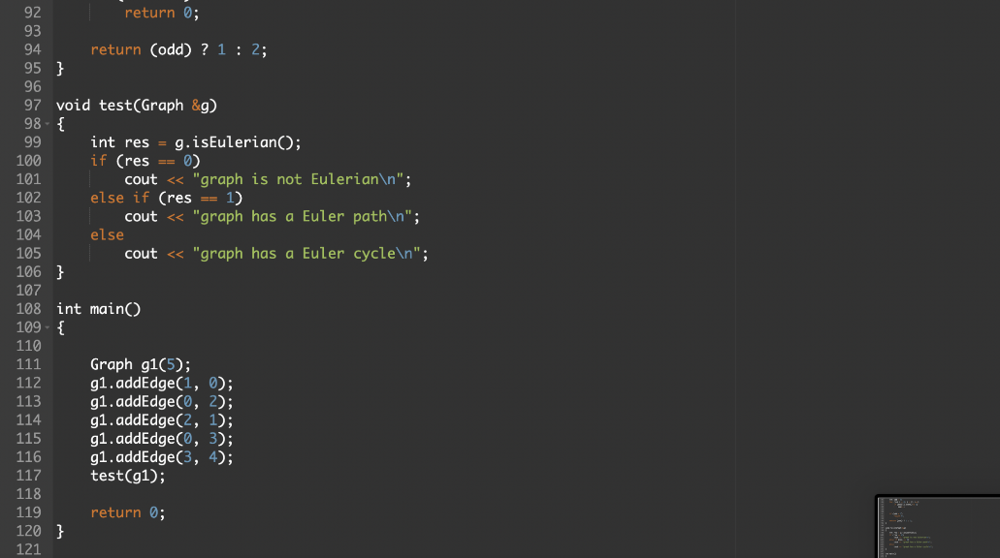 92 return 0;
93
94 return (odd) ? 1 : 2;
95 }
96
97 void test(Graph &g)
98 {
99 int res = g.isEulerian();
100 if (res == 0)
101 cout << "graph is not Eulerian\n";
102 else if (res == 1)
103 cout << "graph has a Euler path\n";
104 else
105 cout << "graph has a Euler cycle\n";
106 }
107
108 int main()
109 {
110
111 Graph g1(5);
112 g1.addEdge(1, 0);
113 g1.addEdge(0, 2);
114 g1.addEdge(2, 1);
115 g1.addEdge(0, 3);
116 g1.addEdge(3, 4);
117 test(g1);
118
119 return 0;
120 }
121